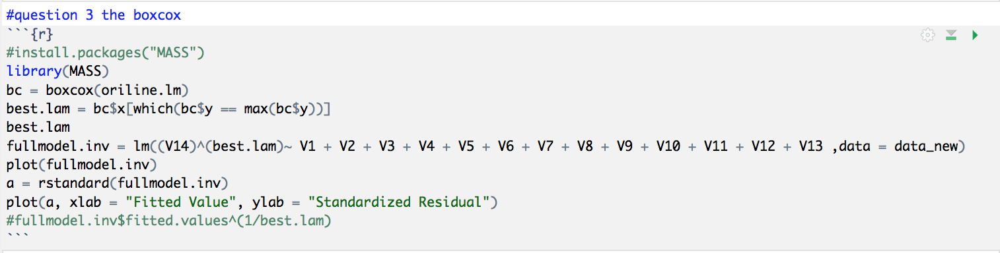 #question 3 the boxcox
```{r}
#install.packages("MASS")
library(MASS)
bc = boxcox(oriline.lm)
best.lam = bc$x[which(bc$y == max(bc$y))]
best.lam
fullmodel.inv = lm((V14)^(best.lam)~ V1 + V2 + V3 + V4 + V5 + V6 + V7 + V8 + V9 + V10 + V11 + V12 + V13 ,data = data_new)
plot(fullmodel.inv)
a = rstandard(fullmodel.inv)
plot(a, xlab = "Fitted Value", ylab = "Standardized Residual")
#fullmodel.inv$fitted.values^(1/best.lam)
```